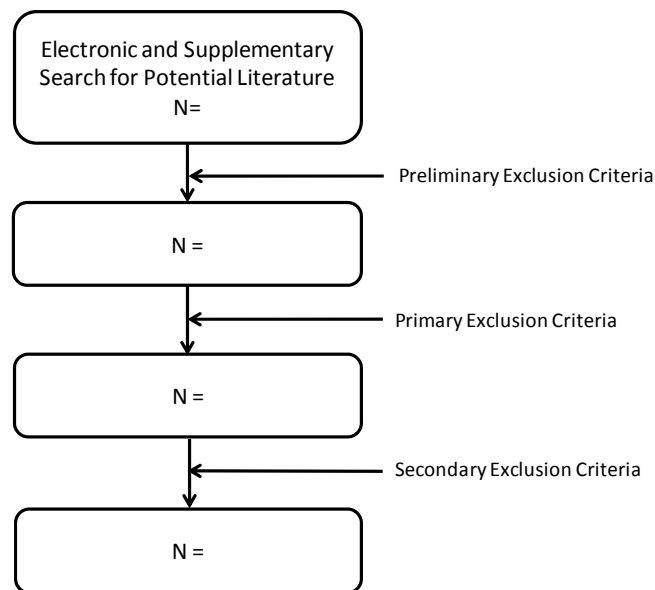 Electronic and Supplementary
Search for Potential Literature
N=
Preliminary Exclusion Criteria
N =
Primary Exclusion Criteria
N =
Secondary Exclusion Criteria
N =